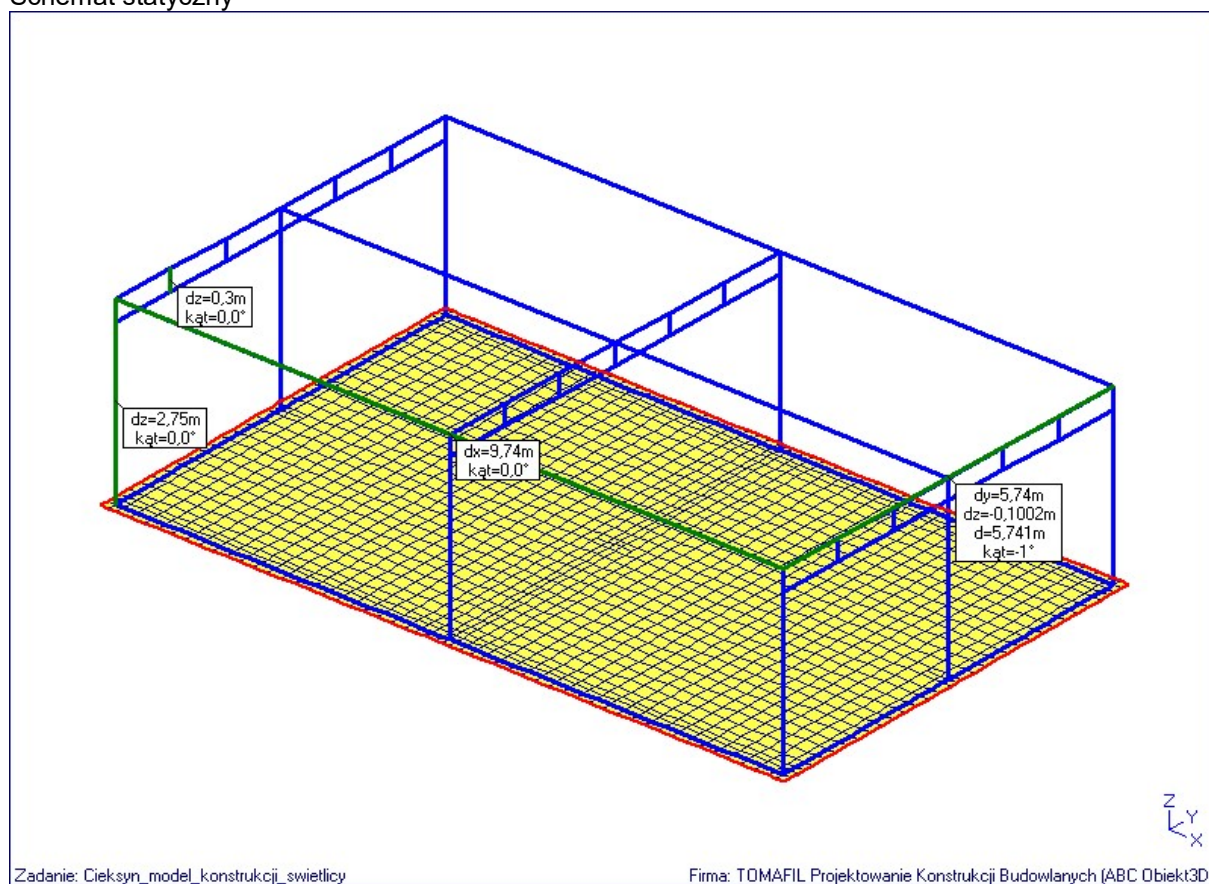 Schemat statyczny
dz=0,3m
kąt=0,0°
dz=2,75m
kąt=0,0°
dx=9,74m
kąt=0,0°
dy=5,74m
dz=-0,1002m
d=5,741m
kąt=-1°
Z
Y
X
Zadanie: Cieksyn_model_konstrukcji_swietlicy
Firma: TOMAFIL Projektowanie Konstrukcji Budowlanych (ABC Obiekt3D